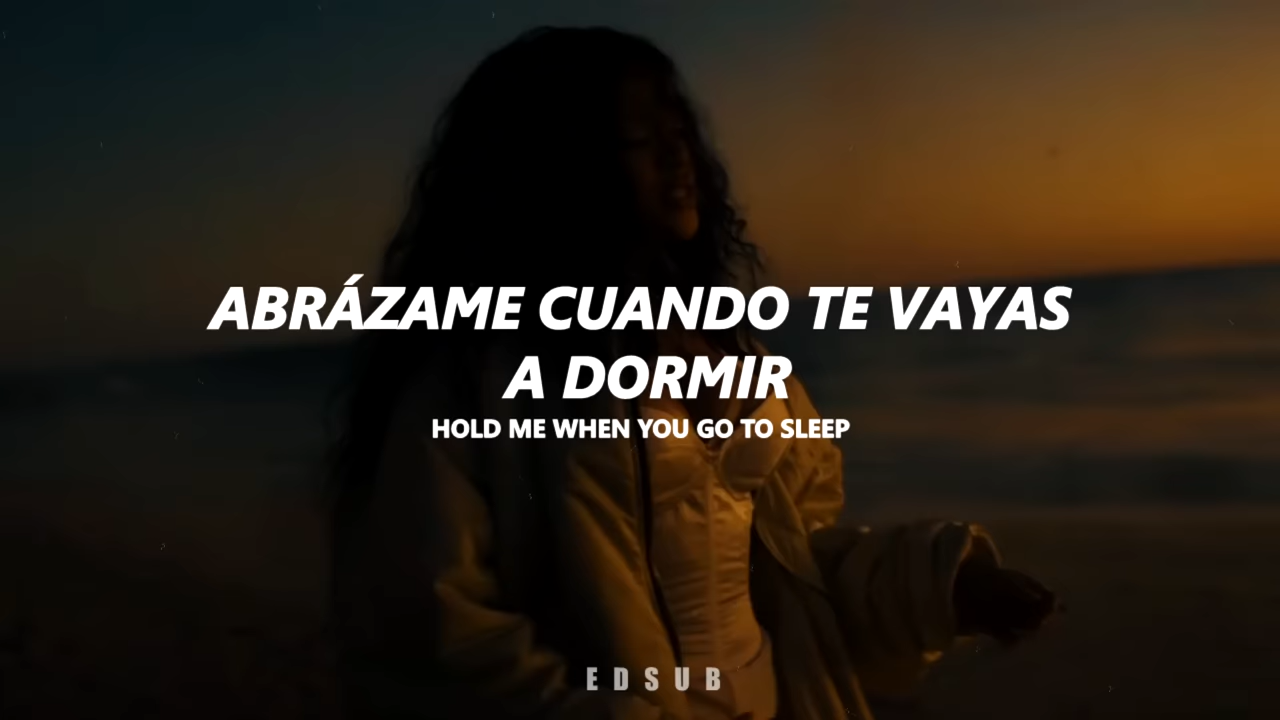 ABRÁZAME CUANDO TE VAYAS
A DORMIR
HOLD ME WHEN YOU GO TO SLEEP
EDSUB